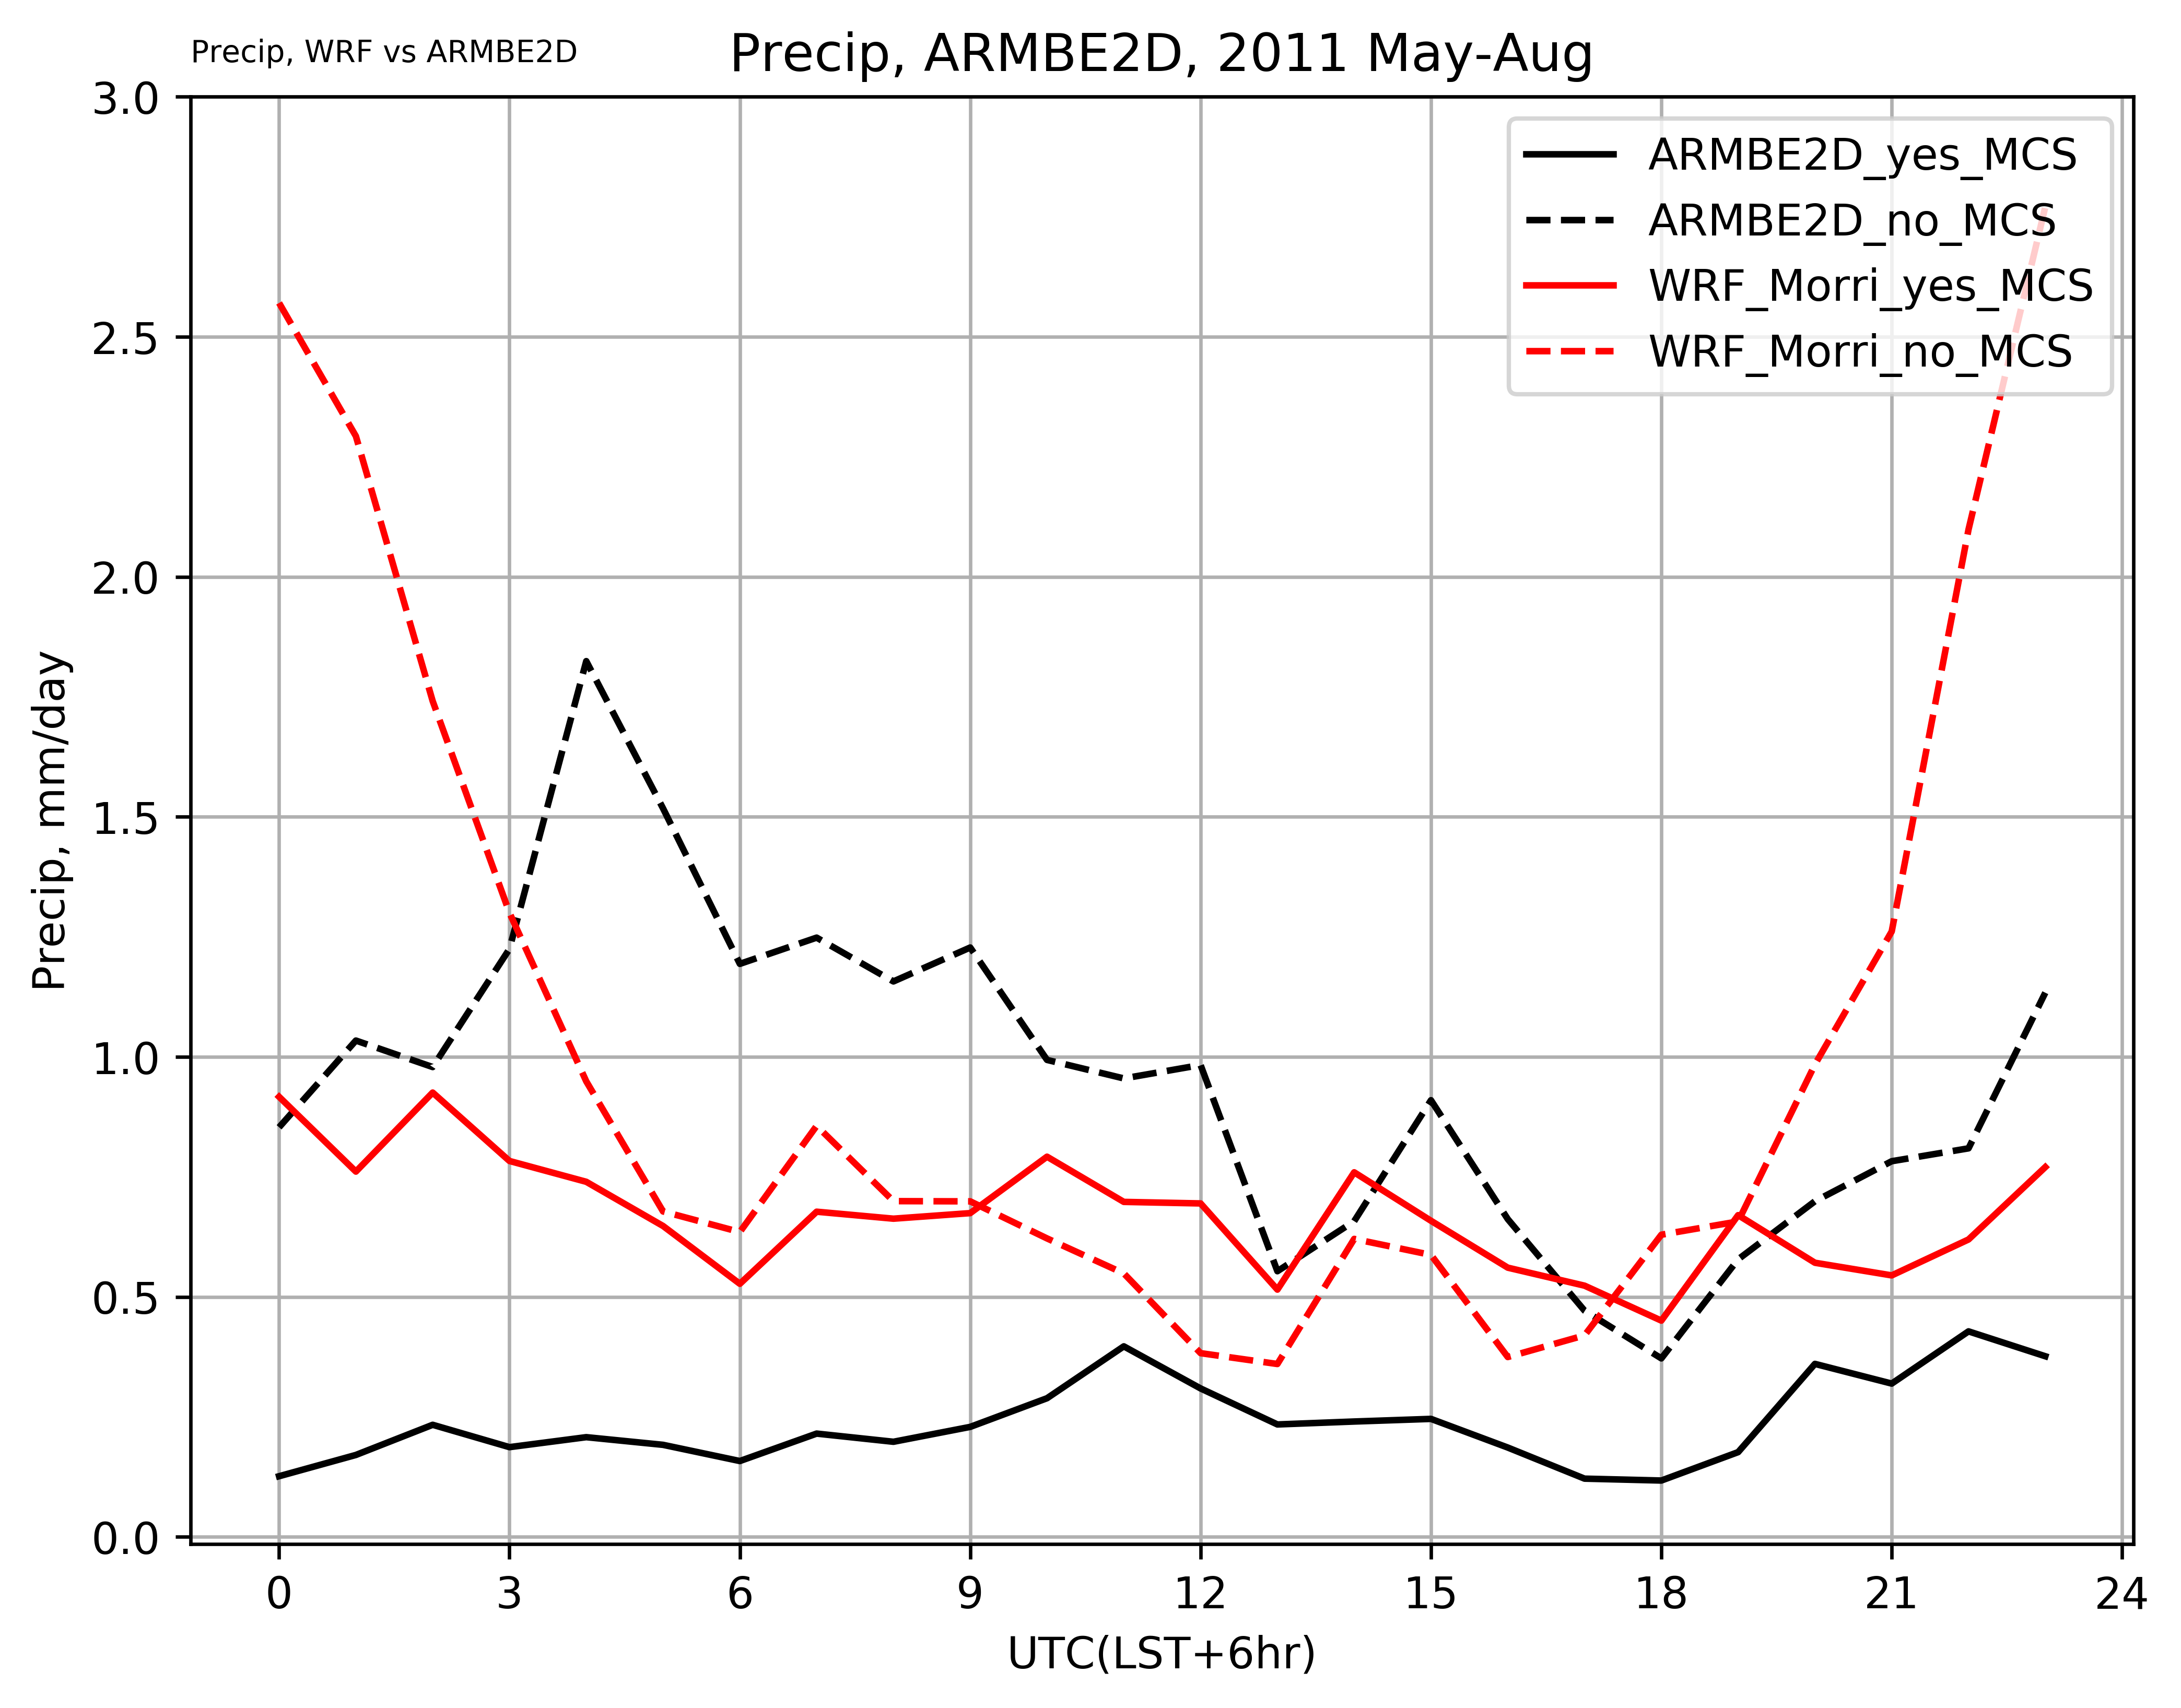 Precip, WRF vs ARMBE2D
Precip, ARMBE2D, 2011 May-Aug
3.0
2.5
2.0
1.5
1.0
0.5
0.0
Precip, mm/day
ARMBE2D_yes_MCS
ARMBE2D_no_MCS
WRF_Morri_yes_MCS
WRF_Morri_no_MCS
0 3 6 9 12 15 18 21 24
UTC(LST+6hr)